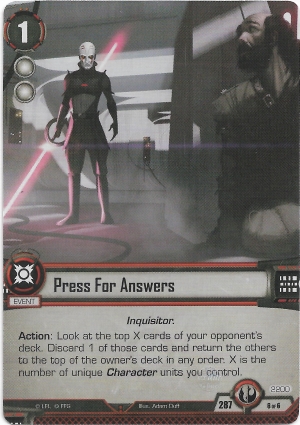 1
Press For Answers
EVENT
Inquisitor.
Action: Look at the top X cards of your opponent's
deck. Discard 1 of those cards and return the others
to the top of the owner's deck in any order. X is
the number of unique Character units you control.
2200
© LFL © FFG
Illus. Adam Duff
287
6 of 6